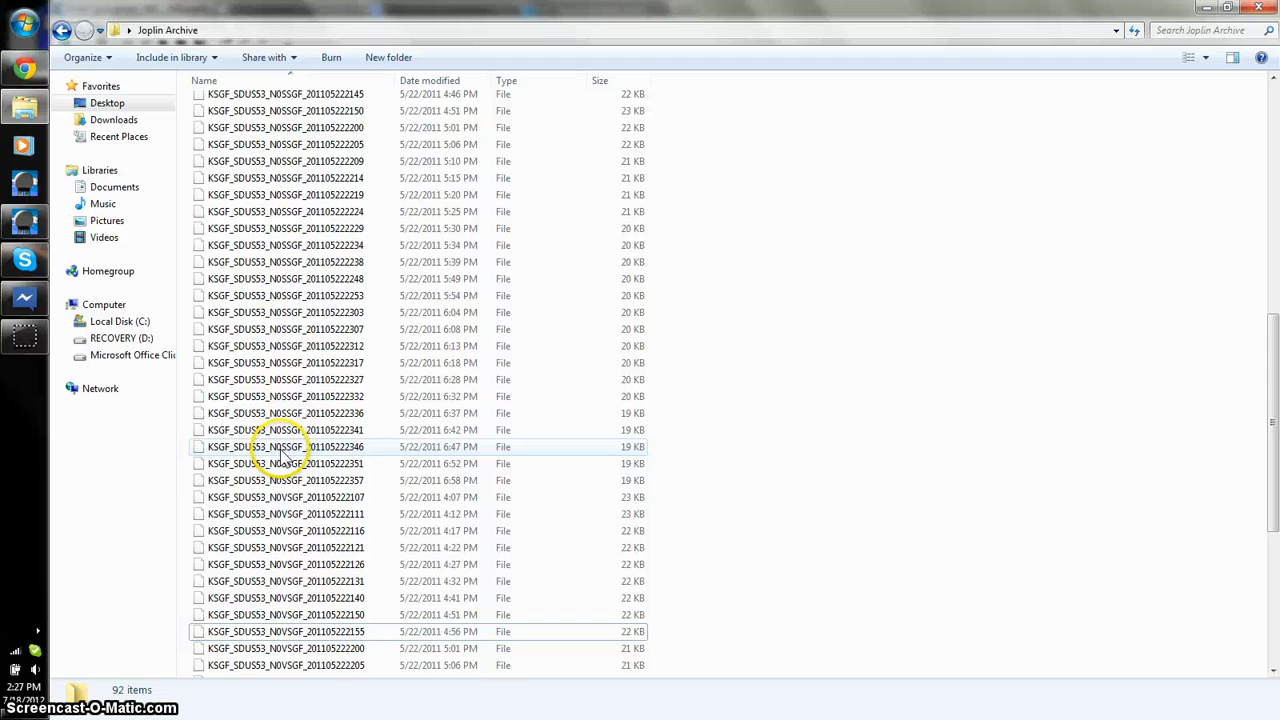 Joplin Archive
Search Joplin Archive
Organize
Include in library
Share with
Burn
New folder
Favorites
Desktop
Downloads
Recent Places
Libraries
Documents
Music
Pictures
Videos
Homegroup
Computer
Local Disk (C:)
RECOVERY (D:)
Microsoft Office Clic
Network
Name Date modified Type Size
KSGF_SDUS53_N0SSGF_201105222145 5/22/2011 4:46 PM File 22 KB
KSGF_SDUS53_N0SSGF_201105222150 5/22/2011 4:51 PM File 23 KB
KSGF_SDUS53_N0SSGF_201105222200 5/22/2011 5:01 PM File 22 KB
KSGF_SDUS53_N0SSGF_201105222205 5/22/2011 5:06 PM File 22 KB
KSGF_SDUS53_N0SSGF_201105222209 5/22/2011 5:10 PM File 21 KB
KSGF_SDUS53_N0SSGF_201105222214 5/22/2011 5:15 PM File 21 KB
KSGF_SDUS53_N0SSGF_201105222219 5/22/2011 5:20 PM File 21 KB
KSGF_SDUS53_N0SSGF_201105222224 5/22/2011 5:25 PM File 21 KB
KSGF_SDUS53_N0SSGF_201105222229 5/22/2011 5:30 PM File 20 KB
KSGF_SDUS53_N0SSGF_201105222234 5/22/2011 5:34 PM File 20 KB
KSGF_SDUS53_N0SSGF_201105222238 5/22/2011 5:39 PM File 20 KB
KSGF_SDUS53_N0SSGF_201105222248 5/22/2011 5:49 PM File 20 KB
KSGF_SDUS53_N0SSGF_201105222253 5/22/2011 5:54 PM File 20 KB
KSGF_SDUS53_N0SSGF_201105222303 5/22/2011 6:04 PM File 20 KB
KSGF_SDUS53_N0SSGF_201105222307 5/22/2011 6:08 PM File 20 KB
KSGF_SDUS53_N0SSGF_201105222312 5/22/2011 6:13 PM File 20 KB
KSGF_SDUS53_N0SSGF_201105222317 5/22/2011 6:18 PM File 20 KB
KSGF_SDUS53_N0SSGF_201105222327 5/22/2011 6:28 PM File 20 KB
KSGF_SDUS53_N0SSGF_201105222332 5/22/2011 6:32 PM File 20 KB
KSGF_SDUS53_N0SSGF_201105222336 5/22/2011 6:37 PM File 19 KB
KSGF_SDUS53_N0SSGF_201105222341 5/22/2011 6:42 PM File 19 KB
KSGF_SDUS53_N0SSGF_201105222346 5/22/2011 6:47 PM File 19 KB
KSGF_SDUS53_N0SSGF_201105222351 5/22/2011 6:52 PM File 19 KB
KSGF_SDUS53_N0SSGF_201105222357 5/22/2011 6:58 PM File 19 KB
KSGF_SDUS53_N0VSGF_201105222107 5/22/2011 4:07 PM File 23 KB
KSGF_SDUS53_N0VSGF_201105222111 5/22/2011 4:12 PM File 23 KB
KSGF_SDUS53_N0VSGF_201105222116 5/22/2011 4:17 PM File 22 KB
KSGF_SDUS53_N0VSGF_201105222121 5/22/2011 4:22 PM File 22 KB
KSGF_SDUS53_N0VSGF_201105222126 5/22/2011 4:27 PM File 22 KB
KSGF_SDUS53_N0VSGF_201105222131 5/22/2011 4:32 PM File 22 KB
KSGF_SDUS53_N0VSGF_201105222140 5/22/2011 4:41 PM File 22 KB
KSGF_SDUS53_N0VSGF_201105222150 5/22/2011 4:51 PM File 22 KB
KSGF_SDUS53_N0VSGF_201105222155 5/22/2011 4:56 PM File 22 KB
KSGF_SDUS53_N0VSGF_201105222200 5/22/2011 5:01 PM File 21 KB
KSGF_SDUS53_N0VSGF_201105222205 5/22/2011 5:06 PM File 21 KB
92 items
2:27 PM
7/18/2012
Screencast-O-Matic.com